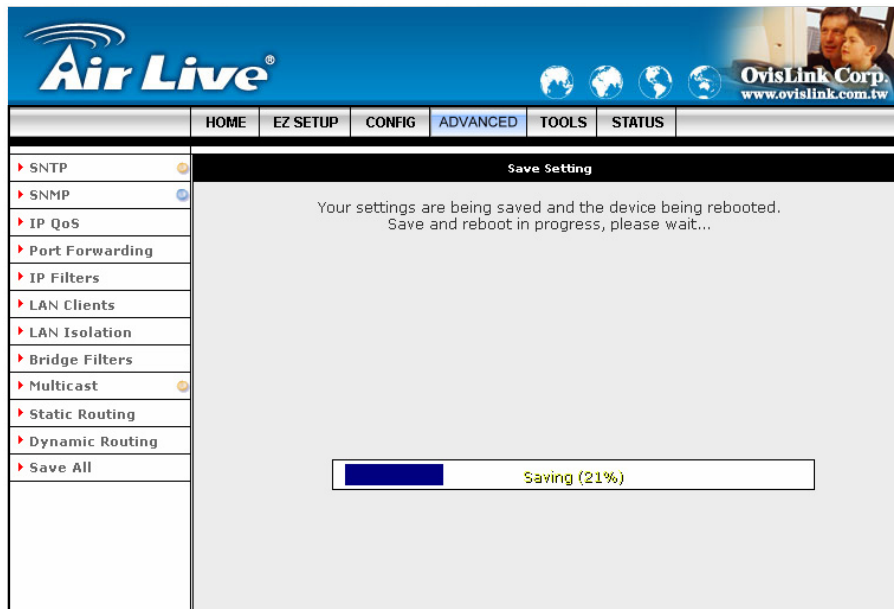 Air Live®
OvisLink Corp.
www.ovislink.com.tw
HOME EZ SETUP CONFIG ADVANCED TOOLS STATUS
SNTP
SNMP
IP QoS
Port Forwarding
IP Filters
LAN Clients
LAN Isolation
Bridge Filters
Multicast
Static Routing
Dynamic Routing
Save All
Save Setting
Your settings are being saved and the device being rebooted.
Save and reboot in progress, please wait...
Saving (21%)